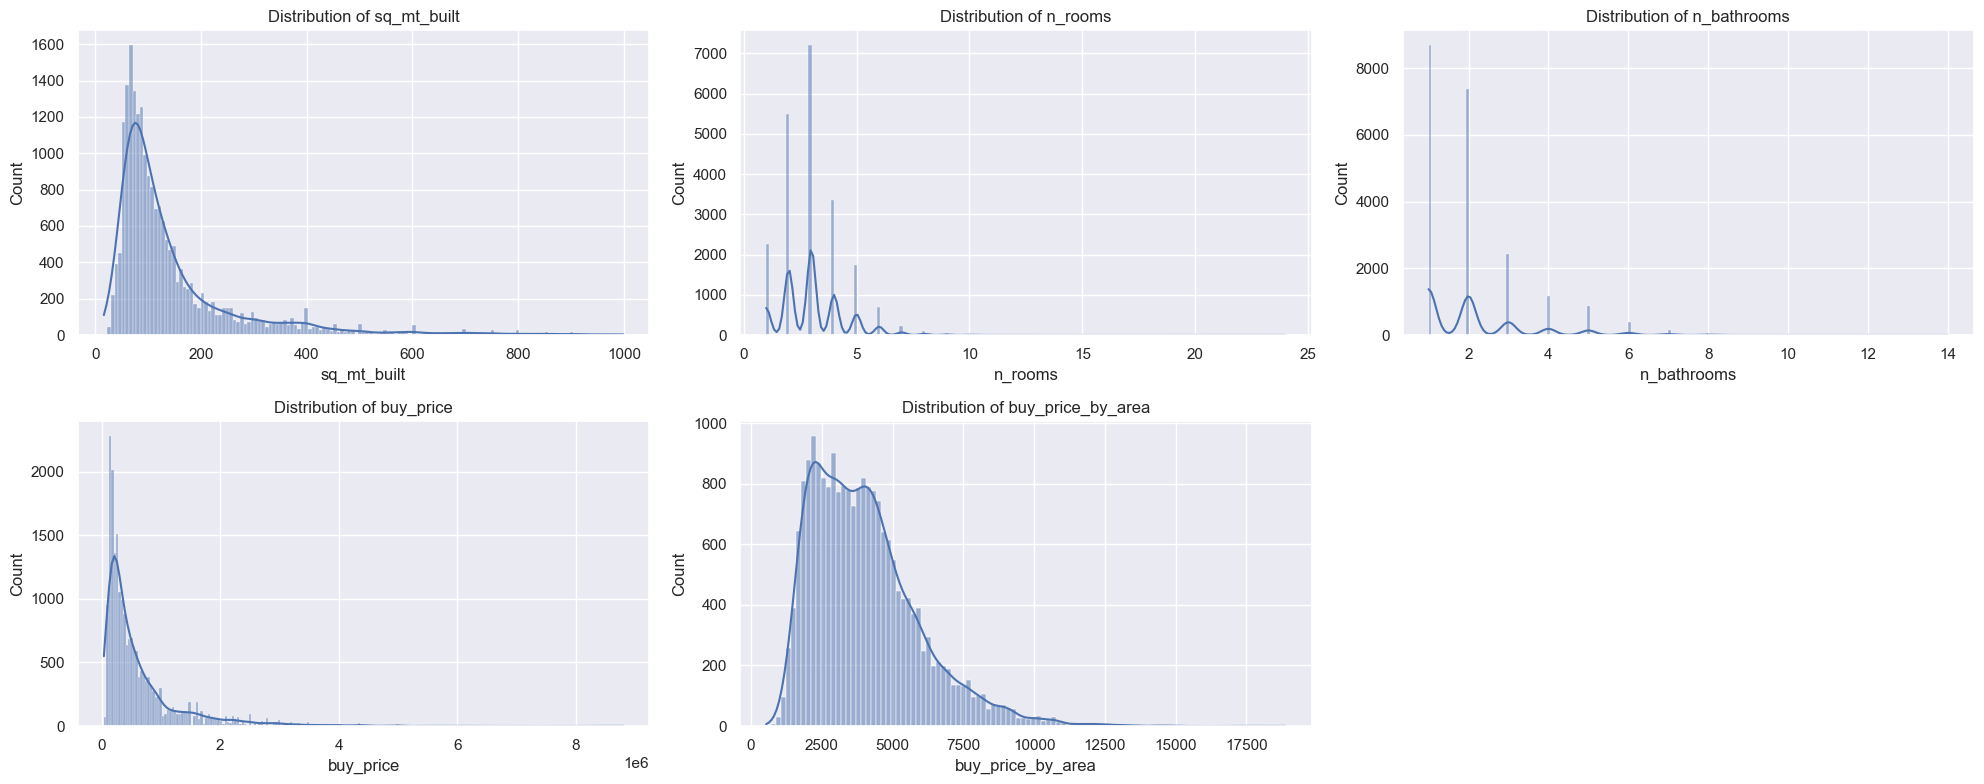 Distribution of sq_mt_built
1600
1400
1200
1000
800
600
400
200
0
Count
0 200 400 600 800 1000
sq_mt_built
Distribution of n_rooms
7000
6000
5000
4000
3000
2000
1000
0
Count
0 5 10 15 20 25
n_rooms
Distribution of n_bathrooms
8000
6000
4000
2000
0
Count
2 4 6 8 10 12 14
n_bathrooms
Distribution of buy_price
2000
1500
1000
500
0
Count
0 2 4 6 8
1e6
buy_price
Distribution of buy_price_by_area
1000
800
600
400
200
0
Count
0 2500 5000 7500 10000 12500 15000 17500
buy_price_by_area